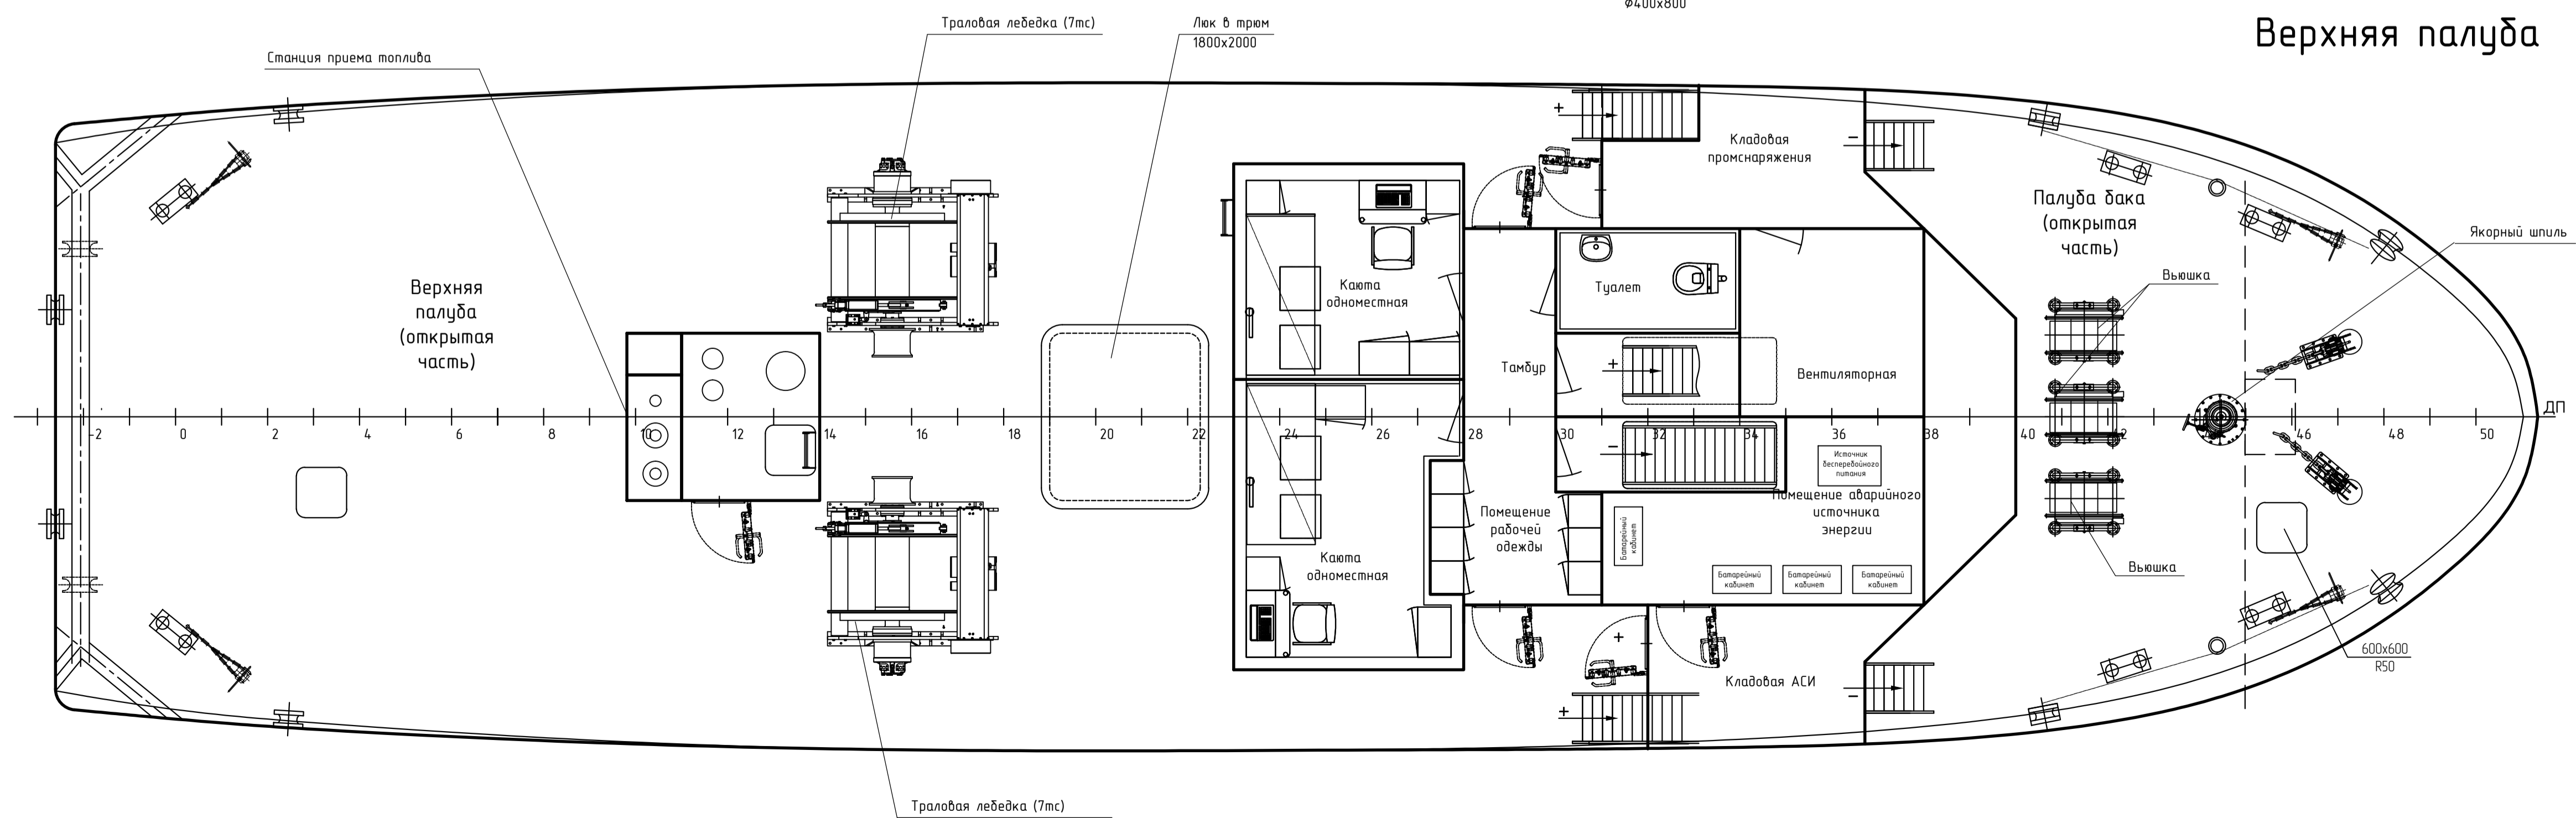 Ф400х800
Верхняя палуба
Траловая лебедка (7тс)
Люк в трюм
1800х2000
Станция приема топлива
Кладовая
промснаряжения
Палуба бака
(открытая
часть)
Якорный шпиль
Вьюшка
Верхняя
палуба
(открытая
часть)
Каюта
одноместная
Туалет
Тамбур
Вентиляторная
ДП
-2 0 2 4 6 8 10 12 14 16 18 20 22 24 26 28 30 32 34 36 38 40 46 48 50
Источник
бесперебойного
питания
Помещение аварийного
источника
энергии
Помещение
рабочей
одежды
Батарейный
кабинет
Каюта
одноместная
Батарейный
кабинет
Батарейный
кабинет
Батарейный
кабинет
Вьюшка
Кладовая АСИ
600х600
R50
Траловая лебедка (7тс)